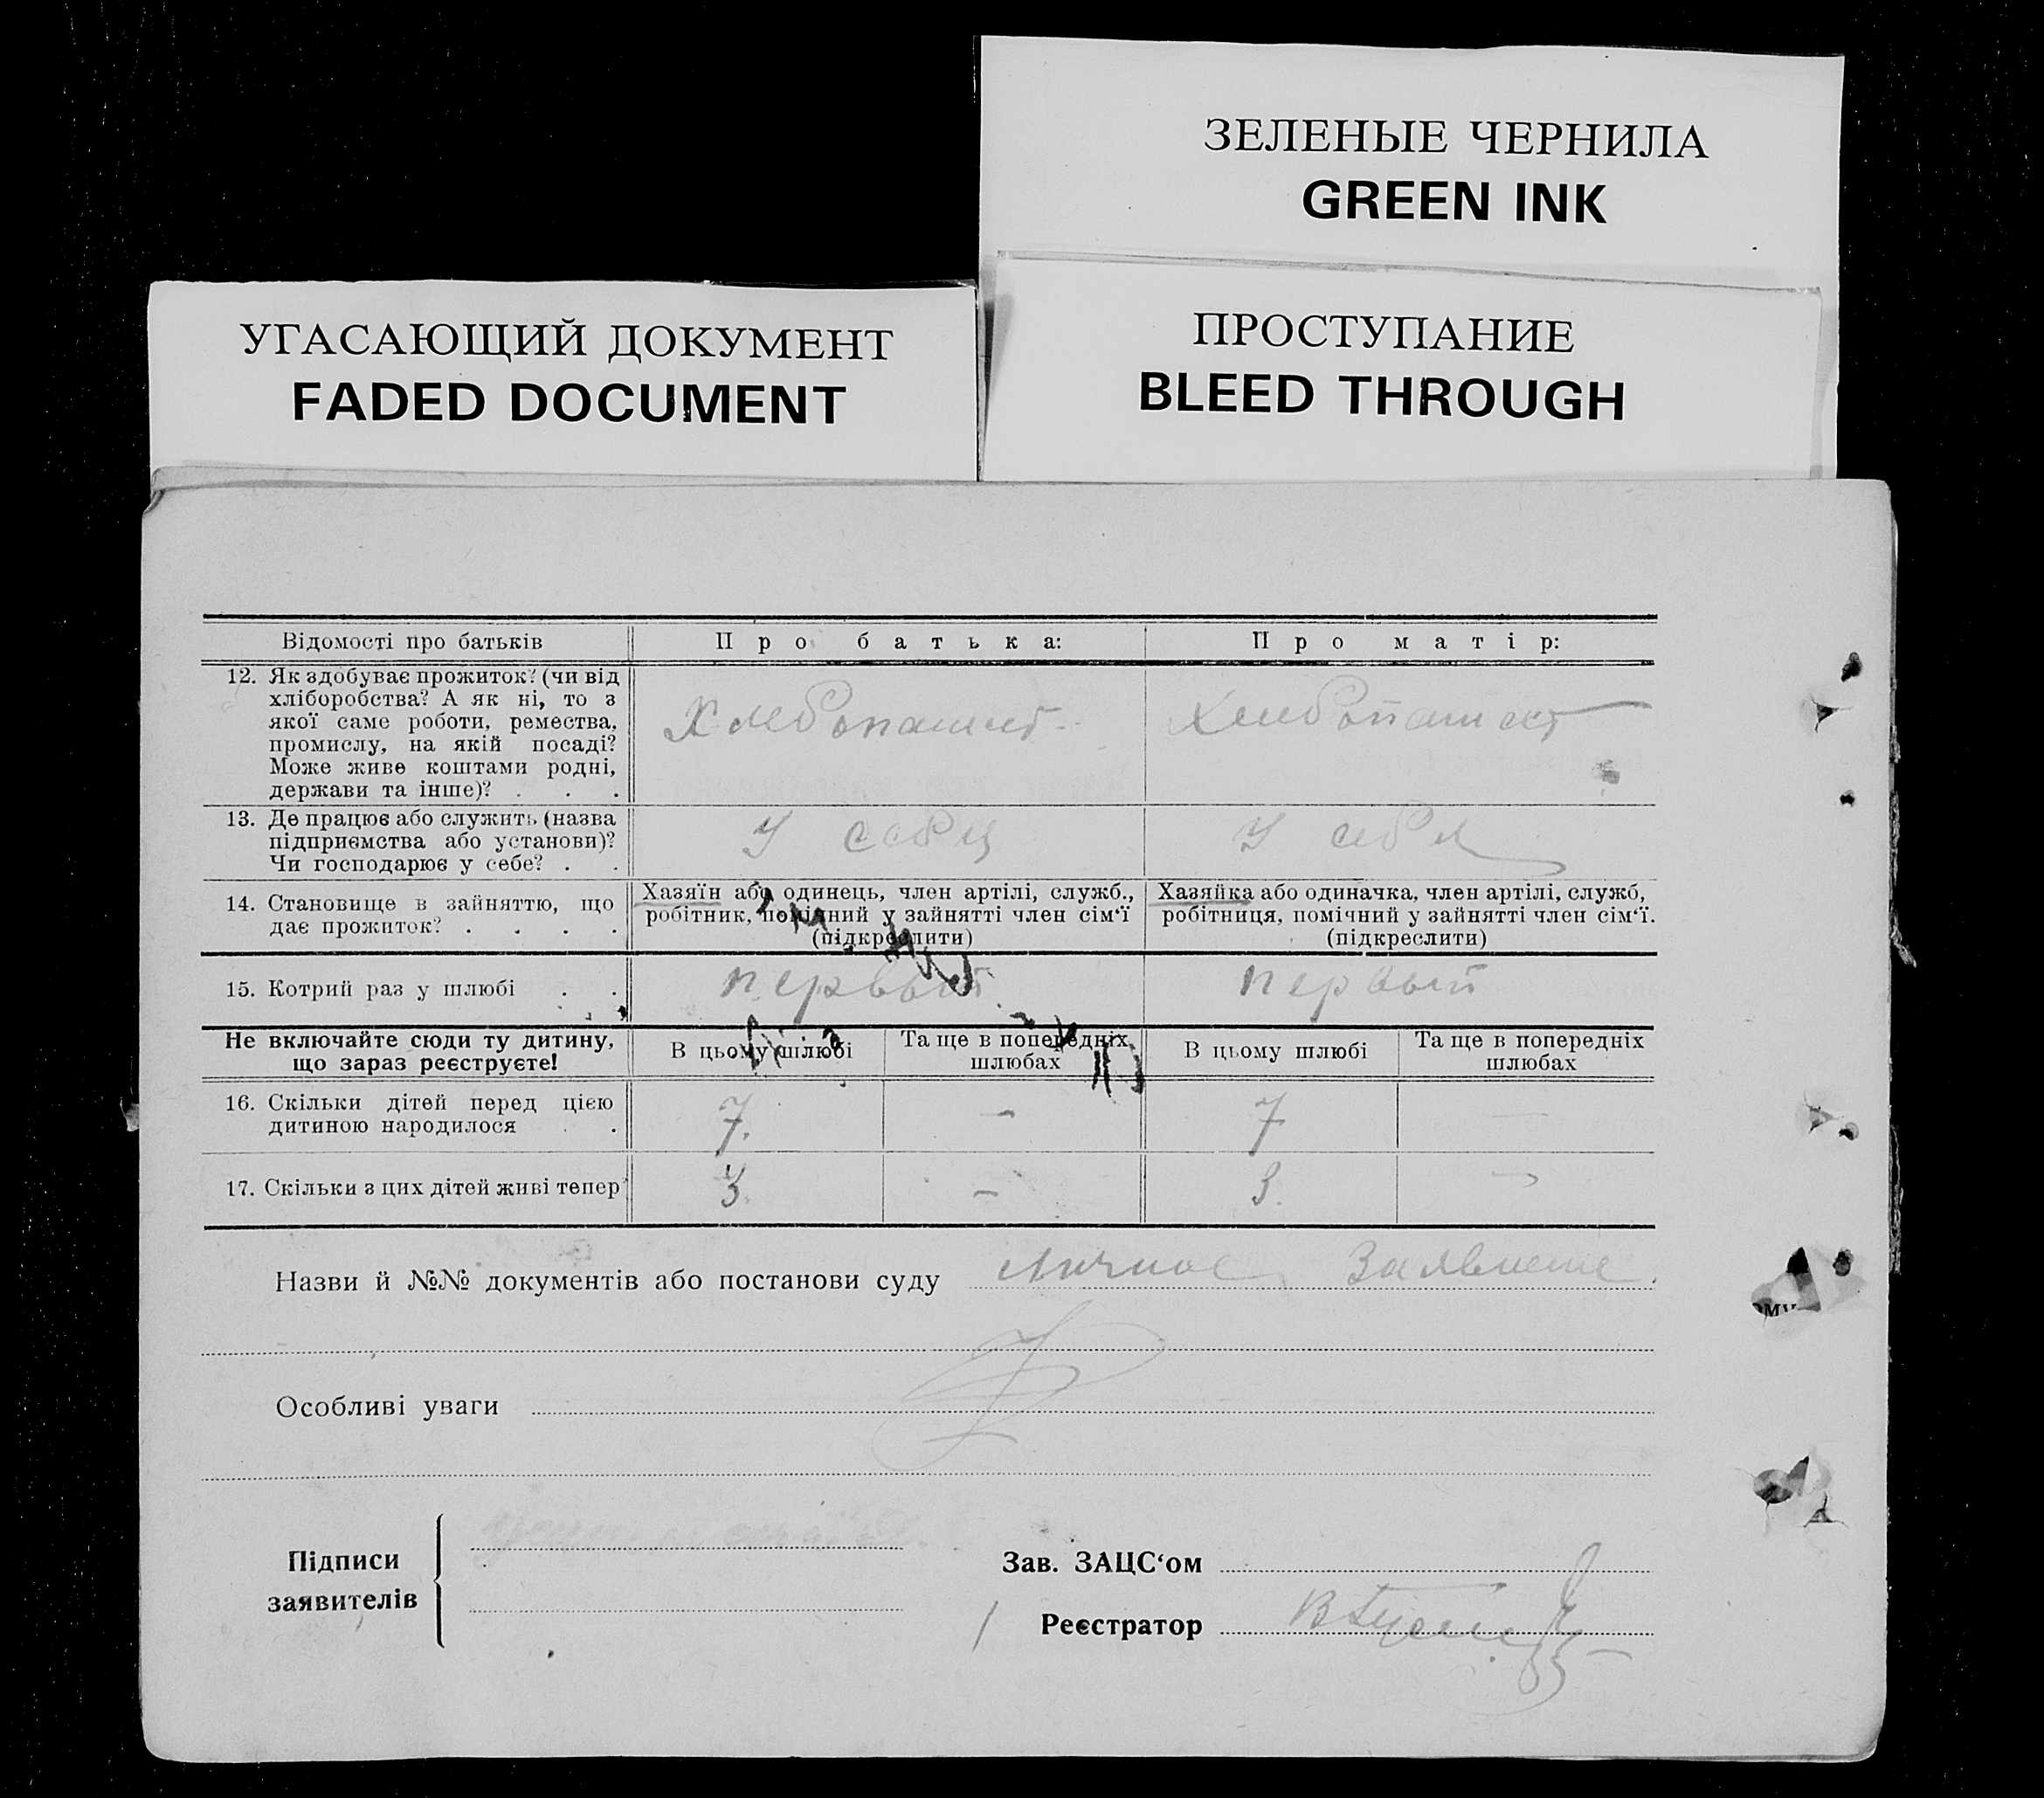 ЗЕЛЕНЫЕ ЧЕРНИЛА
GREEN INK
УГАСАЮЩИЙ ДОКУМЕНТ
FADED DOCUMENT
ПРОСТУПАНИЕ
BLEED THROUGH
Відомості про батьків Про батька: Про матір:
12. Як здобуває прожиток? (чи від
хліборобства? А як ні, то з
якої саме роботи, ремества,
промислу, на якій посаді?
Може живе коштами родні,
держави та інше)? . . .
Хлебопашест Хлебопашест
13. Де працює або служить (назва
підприємства або установи)?
Чи господарює у себе? . .
У себя У себя
14. Становище в зайняттю, що
дає прожиток? . . . .
Хазяїн або одинець, член артілі, служб.,
робітник, помічний у зайнятті член сім‘ї
(підкреслити)
Хазяйка або одиначка, член артілі, служб,
робітниця, помічний у зайнятті член сім‘ї.
(підкреслити)
15. Котрий раз у шлюбі . . первый первый
Не включайте сюди ту дитину,
що зараз реєструєте!
В цьому шлюбі
Та ще в попередніх
шлюбах
В цьому шлюбі
Та ще в попередніх
шлюбах
16. Скільки дітей перед цією
дитиною народилося . .
7. – 7 —
17. Скільки з цих дітей живі тепер 3. – 3. —
Назви й №№ документів або постанови суду Личное Заявление.
Особливі уваги
Підписи
заявителів
Зав. ЗАЦС‘ом
Реєстратор